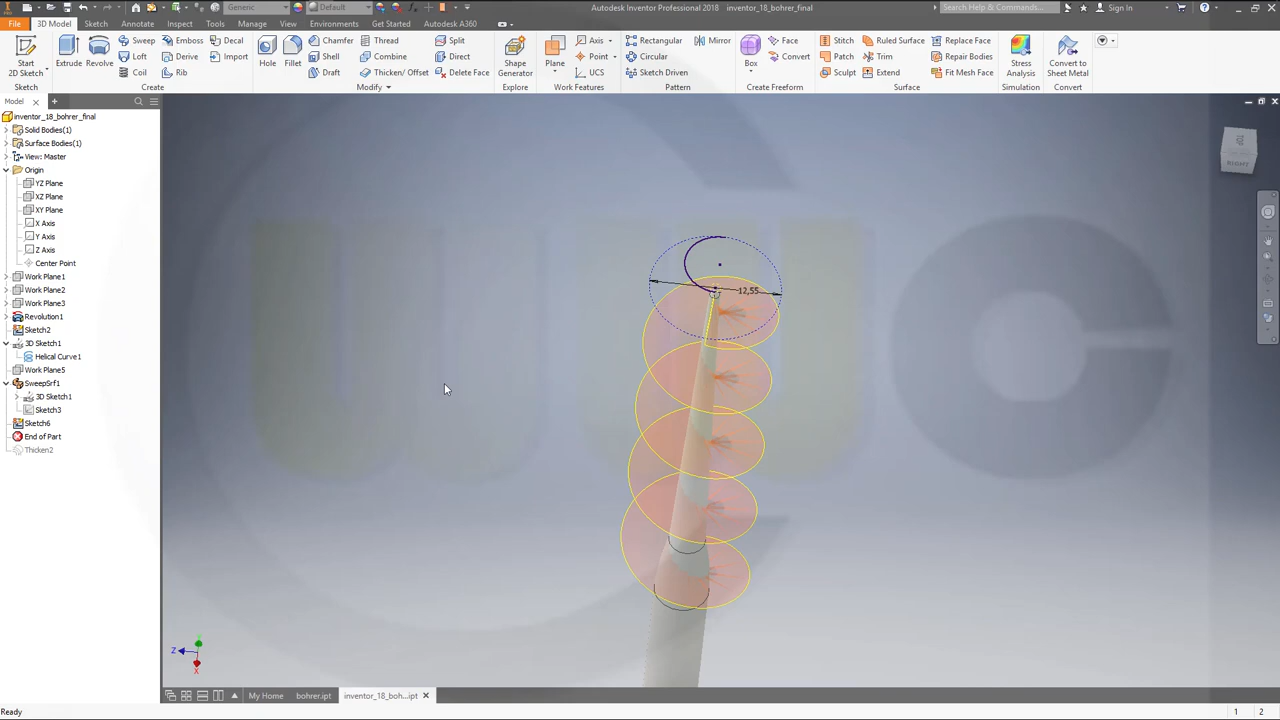 Generic
Default
Autodesk Inventor Professional 2018 inventor_18_bohrer_final
Search Help & Commands...
Sign In
File
3D Model
Sketch
Annotate
Inspect
Tools
Manage
View
Environments
Get Started
Autodesk A360
Start
2D Sketch
Extrude
Revolve
Sweep
Loft
Coil
Emboss
Derive
Rib
Decal
Import
Hole
Fillet
Chamfer
Shell
Draft
Thread
Combine
Thicken/ Offset
Split
Direct
Delete Face
Shape
Generator
Plane
Axis
Point
UCS
Rectangular
Circular
Sketch Driven
Mirror
Box
Face
Convert
Stitch
Patch
Sculpt
Ruled Surface
Trim
Extend
Replace Face
Repair Bodies
Fit Mesh Face
Stress
Analysis
Convert to
Sheet Metal
Sketch
Create
Modify
Explore
Work Features
Pattern
Create Freeform
Surface
Simulation
Convert
Model
inventor_18_bohrer_final
Solid Bodies(1)
Surface Bodies(1)
View: Master
Origin
YZ Plane
XZ Plane
XY Plane
X Axis
Y Axis
Z Axis
Center Point
Work Plane1
Work Plane2
Work Plane3
Revolution1
Sketch2
3D Sketch1
Helical Curve1
Work Plane5
SweepSrf1
3D Sketch1
Sketch3
Sketch6
End of Part
Thicken2
12,55
Z
X
My Home
bohrer.ipt
inventor_18_boh...ipt
Ready
1 2